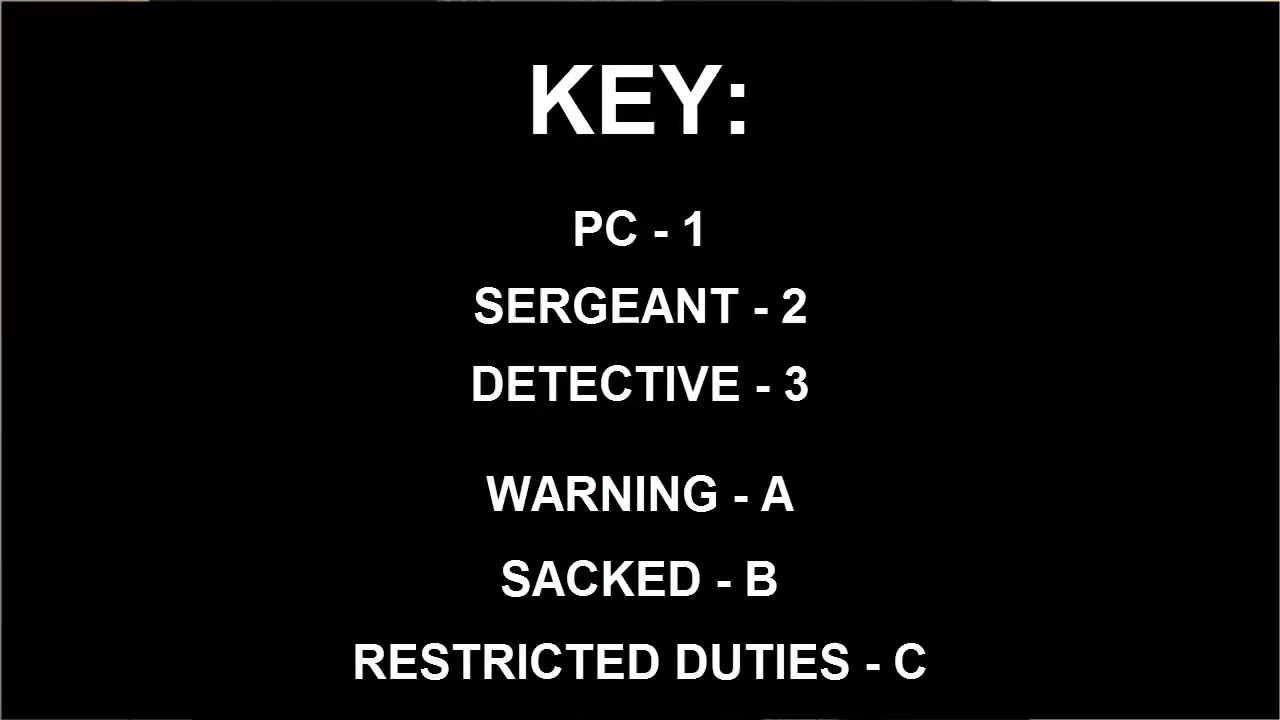 KEY:
PC - 1
SERGEANT - 2
DETECTIVE - 3
WARNING - A
SACKED - B
RESTRICTED DUTIES - C